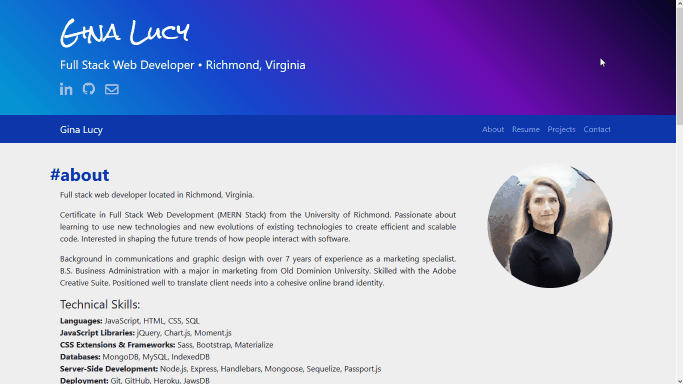 Gina Lucy
Full Stack Web Developer • Richmond, Virginia
Gina Lucy
About Resume Projects Contact
#about
Full stack web developer located in Richmond, Virginia.
Certificate in Full Stack Web Development (MERN Stack) from the University of Richmond. Passionate about
learning to use new technologies and new evolutions of existing technologies to create efficient and scalable
code. Interested in shaping the future trends of how people interact with software.
Background in communications and graphic design with over 7 years of experience as a marketing specialist.
B.S. Business Administration with a major in marketing from Old Dominion University. Skilled with the Adobe
Creative Suite. Positioned well to translate client needs into a cohesive online brand identity.
Technical Skills:
Languages: JavaScript, HTML, CSS, SQL
JavaScript Libraries: jQuery, Chart.js, Moment.js
CSS Extensions & Frameworks: Sass, Bootstrap, Materialize
Databases: MongoDB, MySQL, IndexedDB
Server-Side Development: Node.js, Express, Handlebars, Mongoose, Sequelize, Passport.js
Deployment: Git, GitHub, Heroku, JawsDB